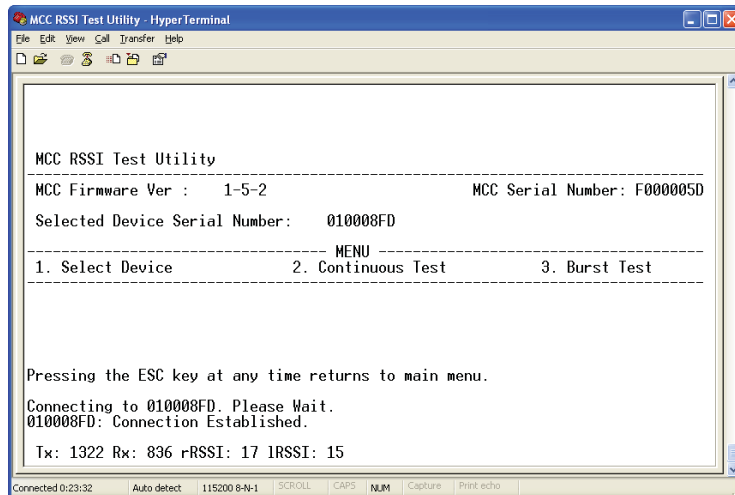 MCC RSSI Test Utility - HyperTerminal
File Edit View Call Transfer Help
MCC RSSI Test Utility
MCC Firmware Ver : 1-5-2 MCC Serial Number: F000005D
Selected Device Serial Number: 010008FD
MENU
1. Select Device 2. Continuous Test 3. Burst Test
Pressing the ESC key at any time returns to main menu.
Connecting to 010008FD. Please Wait.
010008FD: Connection Established.
Tx: 1322 Rx: 836 rRSSI: 17 lRSSI: 15
Connected 0:23:32 Auto detect 115200 8-N-1 SCROLL CAPS NUM Capture Print echo